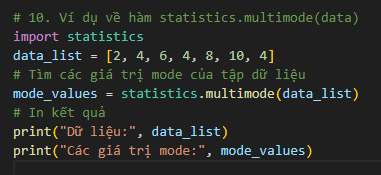 # 10. Ví dụ về hàm statistics.multimode(data)
import statistics
data_list = [2, 4, 6, 4, 8, 10, 4]
# Tìm các giá trị mode của tập dữ liệu
mode_values = statistics.multimode(data_list)
# In kết quả
print("Dữ liệu:", data_list)
print("Các giá trị mode:", mode_values)